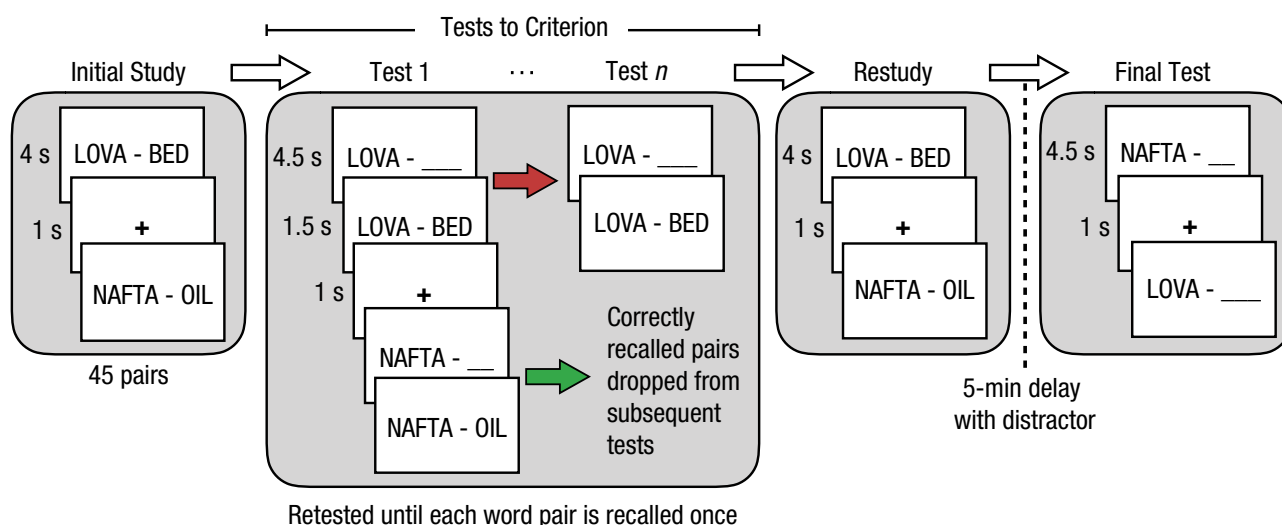 Tests to Criterion
Initial Study
Test 1
...
Test n
Restudy
Final Test
4 s
LOVA - BED
1 s
+
NAFTA - OIL
45 pairs
4.5 s
LOVA - ___
1.5 s
LOVA - BED
1 s
+
NAFTA - __
NAFTA - OIL
LOVA - ___
LOVA - BED
Correctly
recalled pairs
dropped from
subsequent
tests
Retested until each word pair is recalled once
4 s
LOVA - BED
1 s
+
NAFTA - OIL
5-min delay
with distractor
4.5 s
NAFTA - __
1 s
+
LOVA - ___